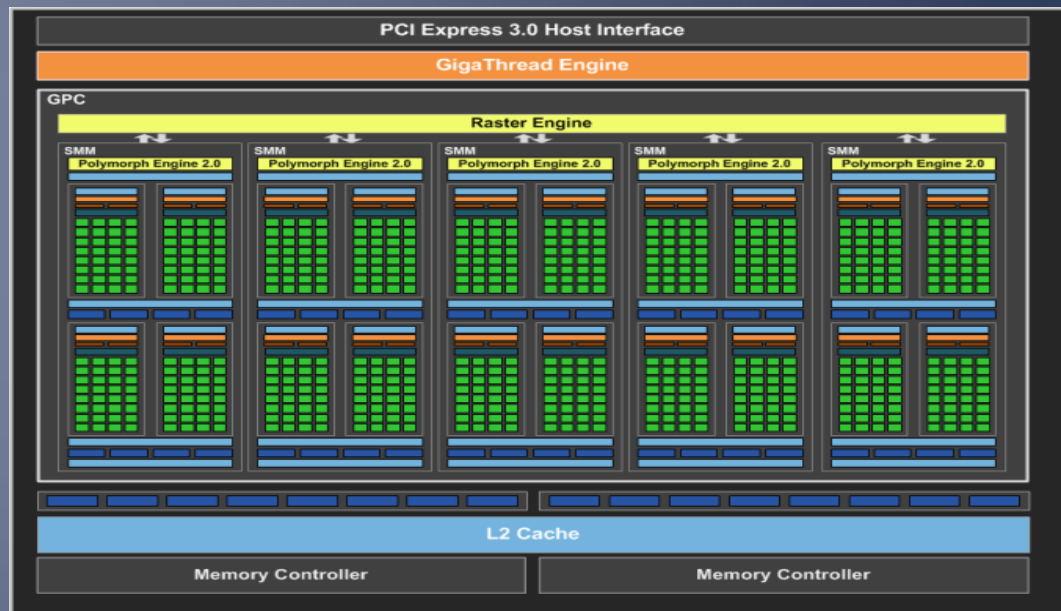 PCI Express 3.0 Host Interface
GigaThread Engine
GPC
Raster Engine
SMM SMM SMM SMM SMM
Polymorph Engine 2.0 Polymorph Engine 2.0 Polymorph Engine 2.0 Polymorph Engine 2.0 Polymorph Engine 2.0
L2 Cache
Memory Controller Memory Controller